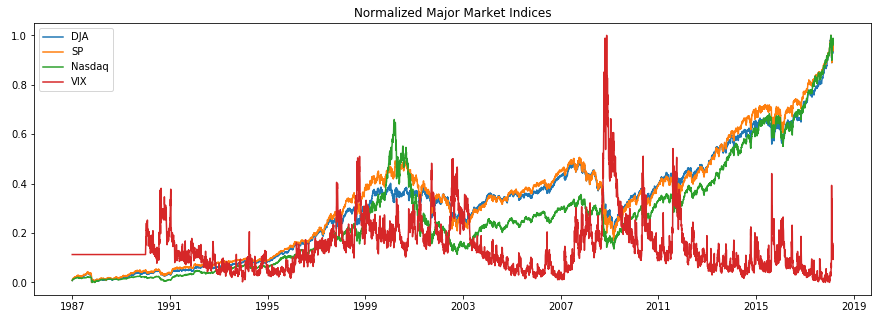 Normalized Major Market Indices
DJA
SP
Nasdaq
VIX
1.0
0.8
0.6
0.4
0.2
0.0
1987 1991 1995 1999 2003 2007 2011 2015 2019